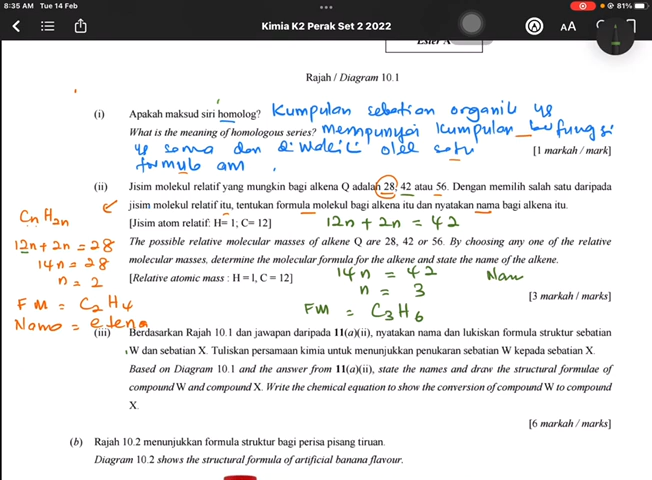 8:35 AM Tue 14 Feb
81%
Kimia K2 Perak Set 2 2022
AA
Ester A
Rajah / Diagram 10.1
(i) Apakah maksud siri homolog? Kumpulan sebatian organik yg
What is the meaning of homologous series? mempunyai kumpulan berfungsi
yg sama dan diwakili oleh satu
[1 markah / mark]
formula am
(ii) Jisim molekul relatif yang mungkin bagi alkena Q adalah 28, 42 atau 56. Dengan memilih salah satu daripada
jisim molekul relatif itu, tentukan formula molekul bagi alkena itu dan nyatakan nama bagi alkena itu.
CnH2n
[Jisim atom relatif: H= 1; C= 12] 12n + 2n = 42
12n + 2n = 28
The possible relative molecular masses of alkene Q are 28, 42 or 56. By choosing any one of the relative
14n = 28
molecular masses, determine the molecular formula for the alkene and state the name of the alkene.
n = 2
[Relative atomic mass : H = 1, C = 12] 14n = 42 Nam
n = 3
[3 markah / marks]
FM = C2H4
FM = C3H6
Nama = etena
(iii) Berdasarkan Rajah 10.1 dan jawapan daripada 11(a)(ii), nyatakan nama dan lukiskan formula struktur sebatian
W dan sebatian X. Tuliskan persamaan kimia untuk menunjukkan penukaran sebatian W kepada sebatian X.
Based on Diagram 10.1 and the answer from 11(a)(ii), state the names and draw the structural formulae of
compound W and compound X. Write the chemical equation to show the conversion of compound W to compound
X.
[6 markah / marks]
(b) Rajah 10.2 menunjukkan formula struktur bagi perisa pisang tiruan.
Diagram 10.2 shows the structural formula of artificial banana flavour.